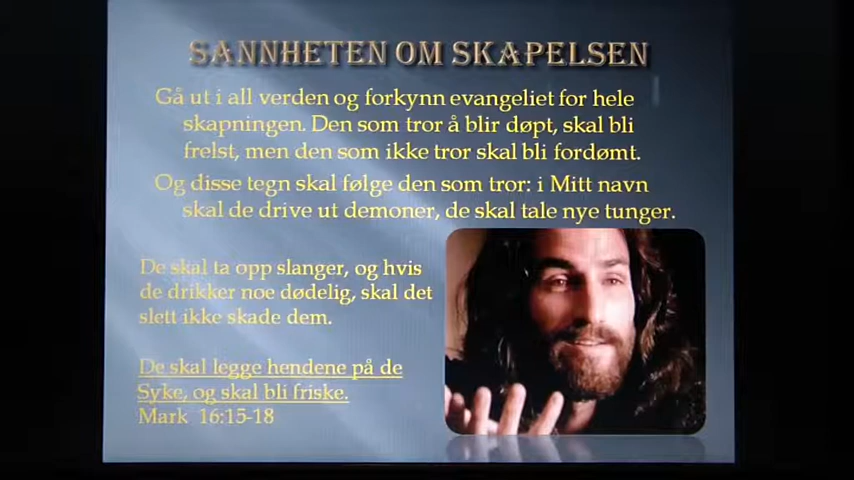 SANNHETEN OM SKAPELSEN
Gå ut i all verden og forkynn evangeliet for hele
skapningen. Den som tror å blir døpt, skal bli
frelst, men den som ikke tror skal bli fordømt.
Og disse tegn skal følge den som tror: i Mitt navn
skal de drive ut demoner, de skal tale nye tunger.
De skal ta opp slanger, og hvis
de drikker noe dødelig, skal det
slett ikke skade dem.
De skal legge hendene på de
Syke, og skal bli friske.
Mark 16:15-18